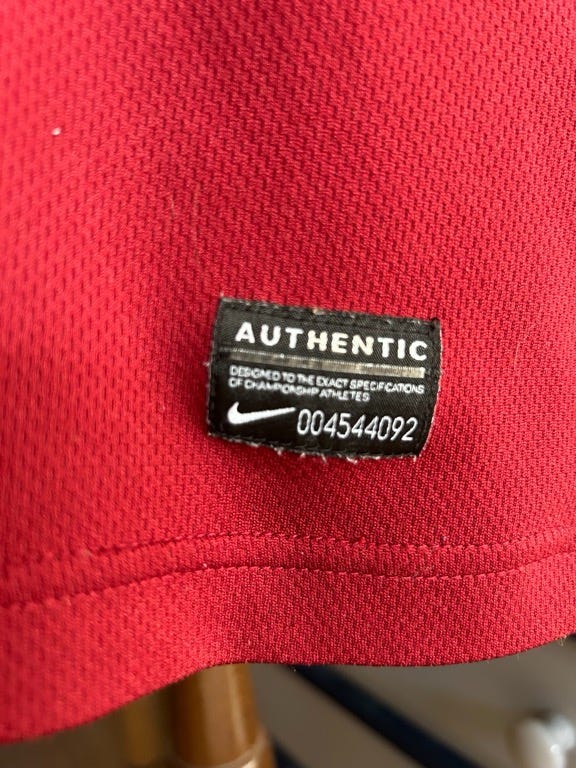 AUTHENTIC
DESIGNED TO THE EXACT SPECIFICATIONS
OF CHAMPIONSHIP ATHLETES
004544092